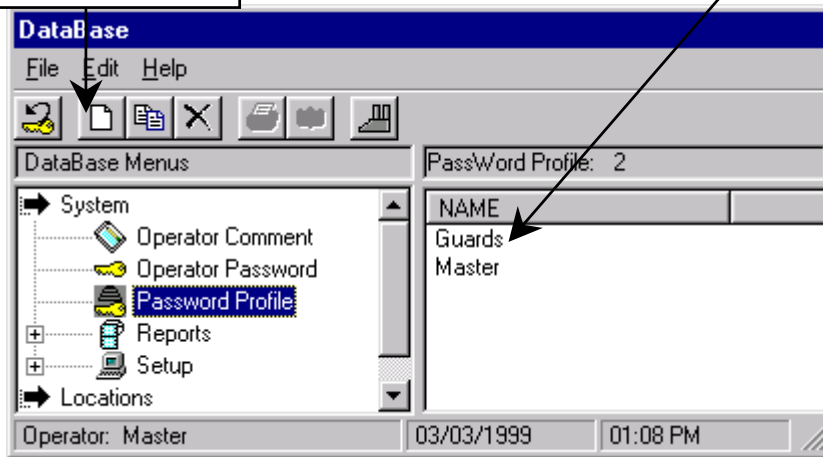 DataBase
File Edit Help
DataBase Menus
PassWord Profile: 2
System
Operator Comment
Operator Password
Password Profile
Reports
Setup
Locations
NAME
Guards
Master
Operator: Master
03/03/1999
01:08 PM